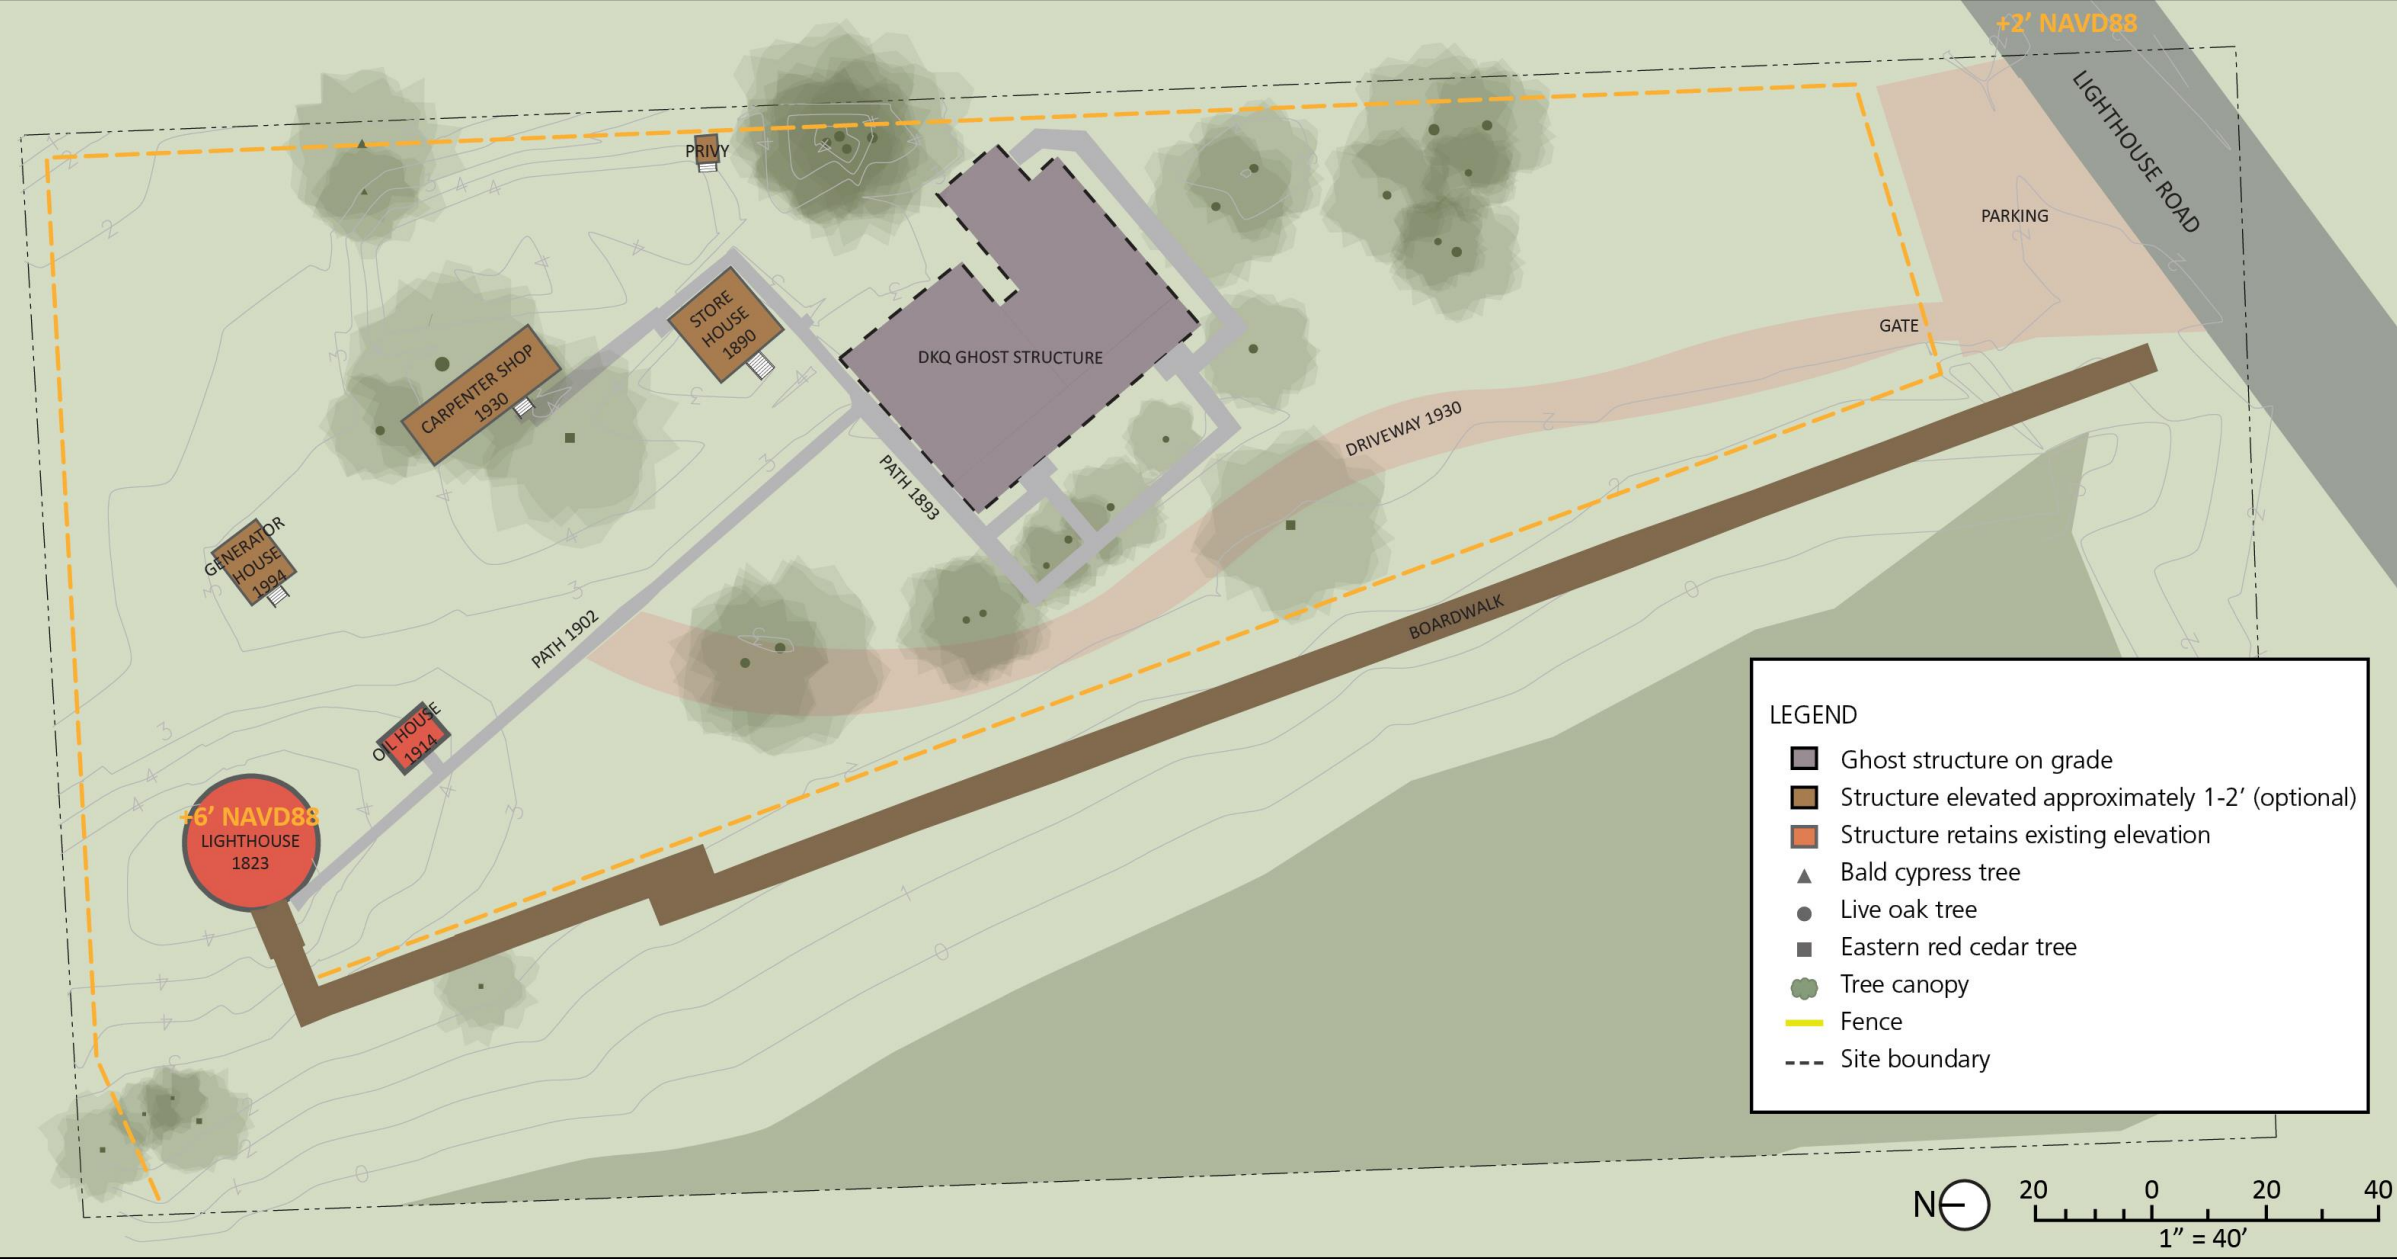 +2’ NAVD88
LIGHTHOUSE ROAD
PRIVY
PARKING
STORE
HOUSE
1890
GATE
DKQ GHOST STRUCTURE
CARPENTER SHOP
1930
DRIVEWAY 1930
PATH 1893
GENERATOR
HOUSE
1994
PATH 1902
BOARDWALK
OIL HOUSE
1914
+6’ NAVD88
LIGHTHOUSE
1823
LEGEND
Ghost structure on grade
Structure elevated approximately 1-2’ (optional)
Structure retains existing elevation
Bald cypress tree
Live oak tree
Eastern red cedar tree
Tree canopy
Fence
Site boundary
N
20 0 20 40
1” = 40’